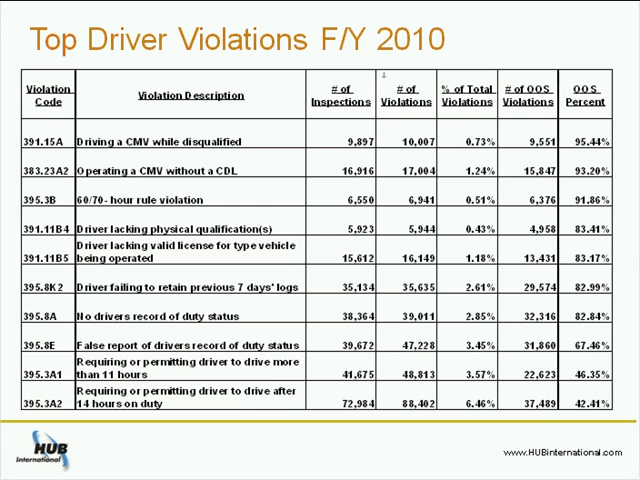 Top Driver Violations F/Y 2010
Violation Code Violation Description # of Inspections # of Violations % of Total Violations # of OOS Violations OOS Percent
391.15A Driving a CMV while disqualified 9,897 10,007 0.73% 9,551 95.44%
383.23A2 Operating a CMV without a CDL 16,916 17,004 1.24% 15,847 93.20%
395.3B 60/70- hour rule violation 6,550 6,941 0.51% 6,376 91.86%
391.11B4 Driver lacking physical qualification(s) 5,923 5,944 0.43% 4,958 83.41%
391.11B5 Driver lacking valid license for type vehicle being operated 15,612 16,149 1.18% 13,431 83.17%
395.8K2 Driver failing to retain previous 7 days' logs 35,134 35,635 2.61% 29,574 82.99%
395.8A No drivers record of duty status 38,364 39,011 2.85% 32,316 82.84%
395.8E False report of drivers record of duty status 39,672 47,228 3.45% 31,860 67.46%
395.3A1 Requiring or permitting driver to drive more than 11 hours 41,675 48,813 3.57% 22,623 46.35%
395.3A2 Requiring or permitting driver to drive after 14 hours on duty 72,984 88,402 6.46% 37,489 42.41%
HUB
International
www.HUBinternational.com